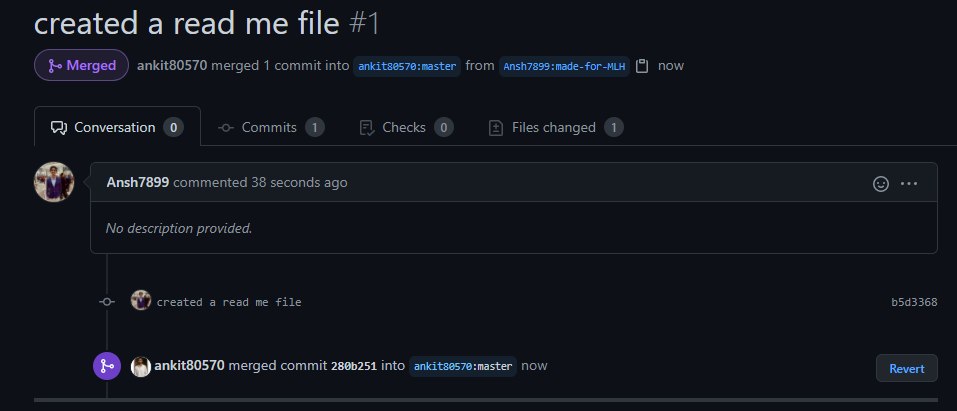 created a read me file #1
Merged ankit80570 merged 1 commit into ankit80570:master from Ansh7899:made-for-MLH now
Conversation 0 Commits 1 Checks 0 Files changed 1
Ansh7899 commented 38 seconds ago
No description provided.
created a read me file b5d3368
ankit80570 merged commit 280b251 into ankit80570:master now Revert